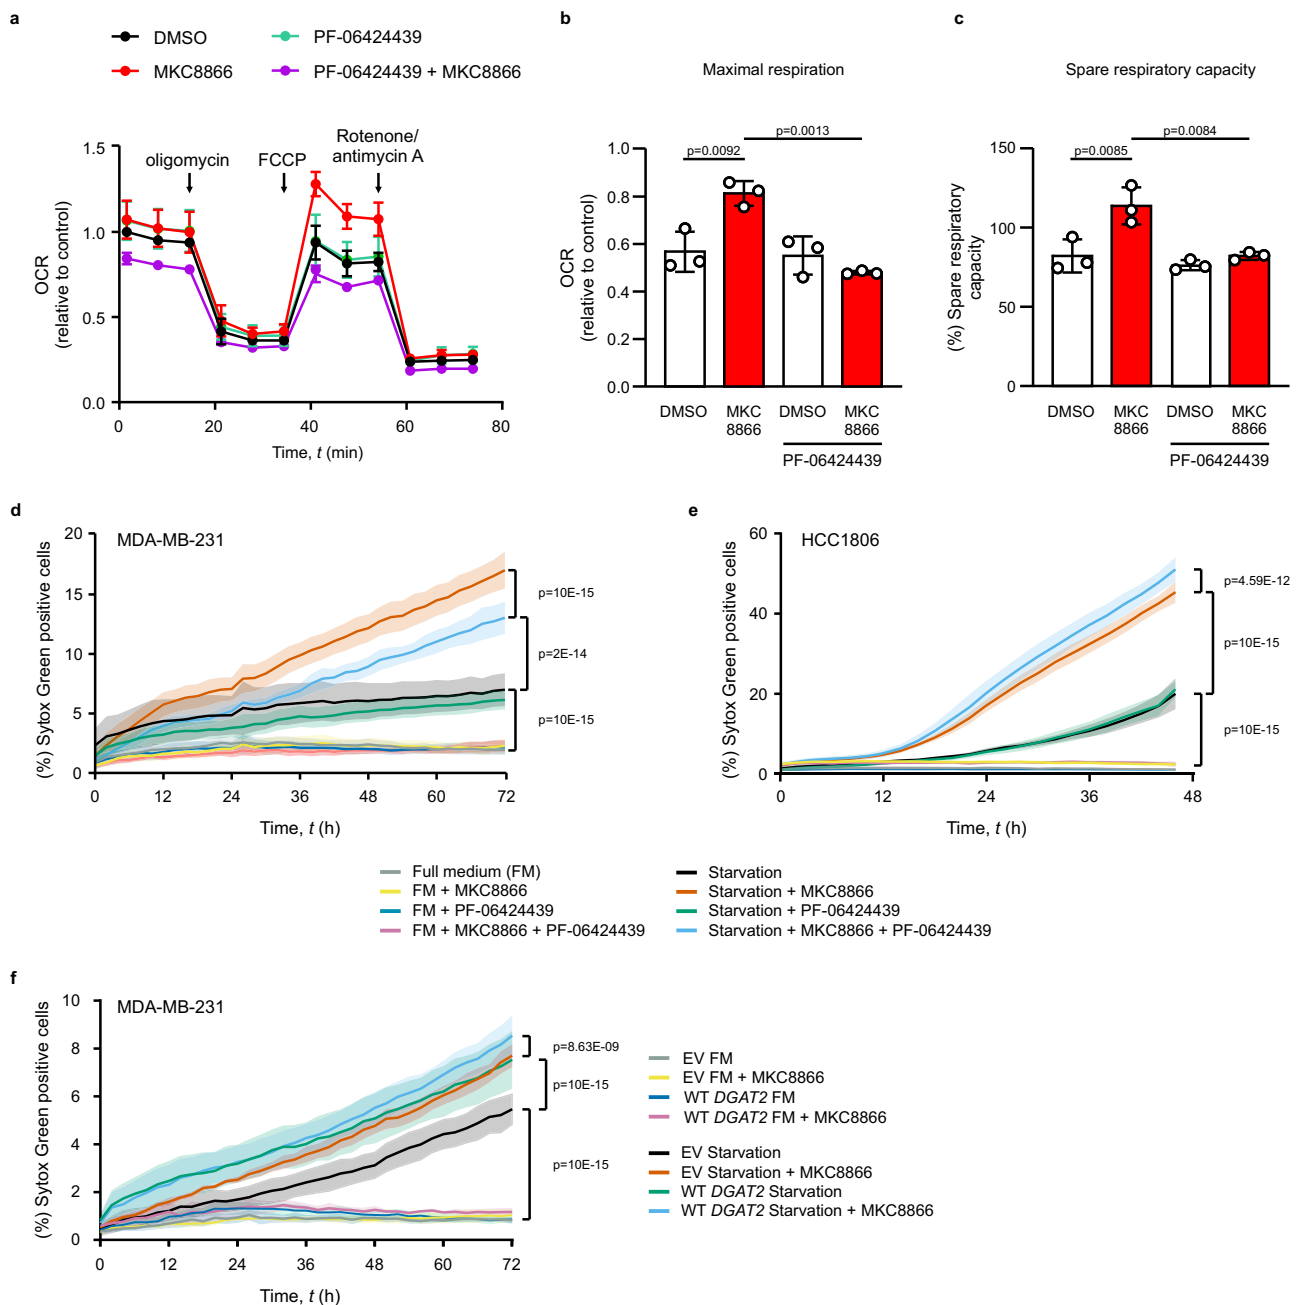 a
DMSO
PF-06424439
MKC8866
PF-06424439 + MKC8866
oligomycin
FCCP
Rotenone/
antimycin A
OCR
(relative to control)
1.5
1.0
0.5
0.0
0
20
40
60
80
Time, t (min)
b
Maximal respiration
p=0.0013
p=0.0092
OCR
(relative to control)
1.0
0.8
0.6
0.4
0.2
0.0
DMSO
MKC
8866
DMSO
MKC
8866
PF-06424439
c
Spare respiratory capacity
p=0.0084
p=0.0085
(%) Spare respiratory
capacity
150
100
50
0
DMSO
MKC
8866
DMSO
MKC
8866
PF-06424439
d
MDA-MB-231
(%) Sytox Green positive cells
20
15
10
5
0
0
12
24
36
48
60
72
Time, t (h)
p=10E-15
p=2E-14
p=10E-15
e
HCC1806
(%) Sytox Green positive cells
60
40
20
0
0
12
24
36
48
Time, t (h)
p=4.59E-12
p=10E-15
p=10E-15
Full medium (FM)
FM + MKC8866
FM + PF-06424439
FM + MKC8866 + PF-06424439
Starvation
Starvation + MKC8866
Starvation + PF-06424439
Starvation + MKC8866 + PF-06424439
f
MDA-MB-231
(%) Sytox Green positive cells
10
8
6
4
2
0
0
12
24
36
48
60
72
Time, t (h)
p=8.63E-09
p=10E-15
p=10E-15
EV FM
EV FM + MKC8866
WT DGAT2 FM
WT DGAT2 FM + MKC8866
EV Starvation
EV Starvation + MKC8866
WT DGAT2 Starvation
WT DGAT2 Starvation + MKC8866